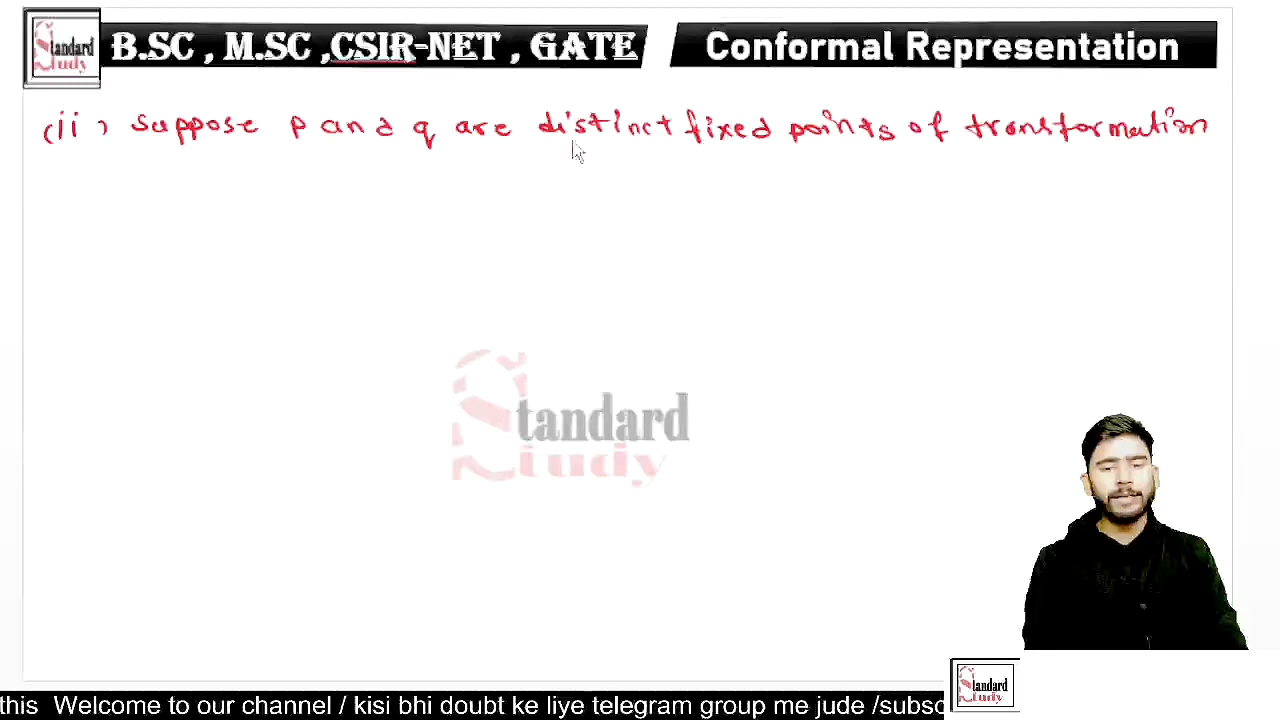 Standard Study
B.SC , M.SC ,CSIR-NET , GATE
Conformal Representation
(ii) suppose p and q are distinct fixed points of transformation
Standard
Study
this Welcome to our channel / kisi bhi doubt ke liye telegram group me jude /subsc
Standard Study